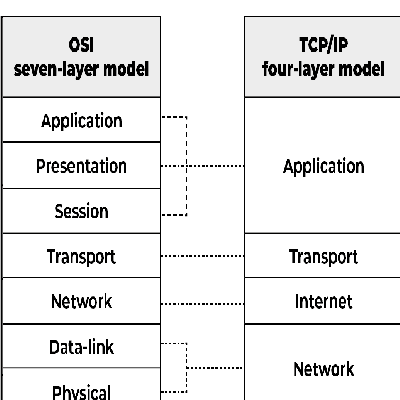 OSI
seven-layer model
Application
Presentation
Session
Transport
Network
Data-link
Physical
TCP/IP
four-layer model
Application
Transport
Internet
Network